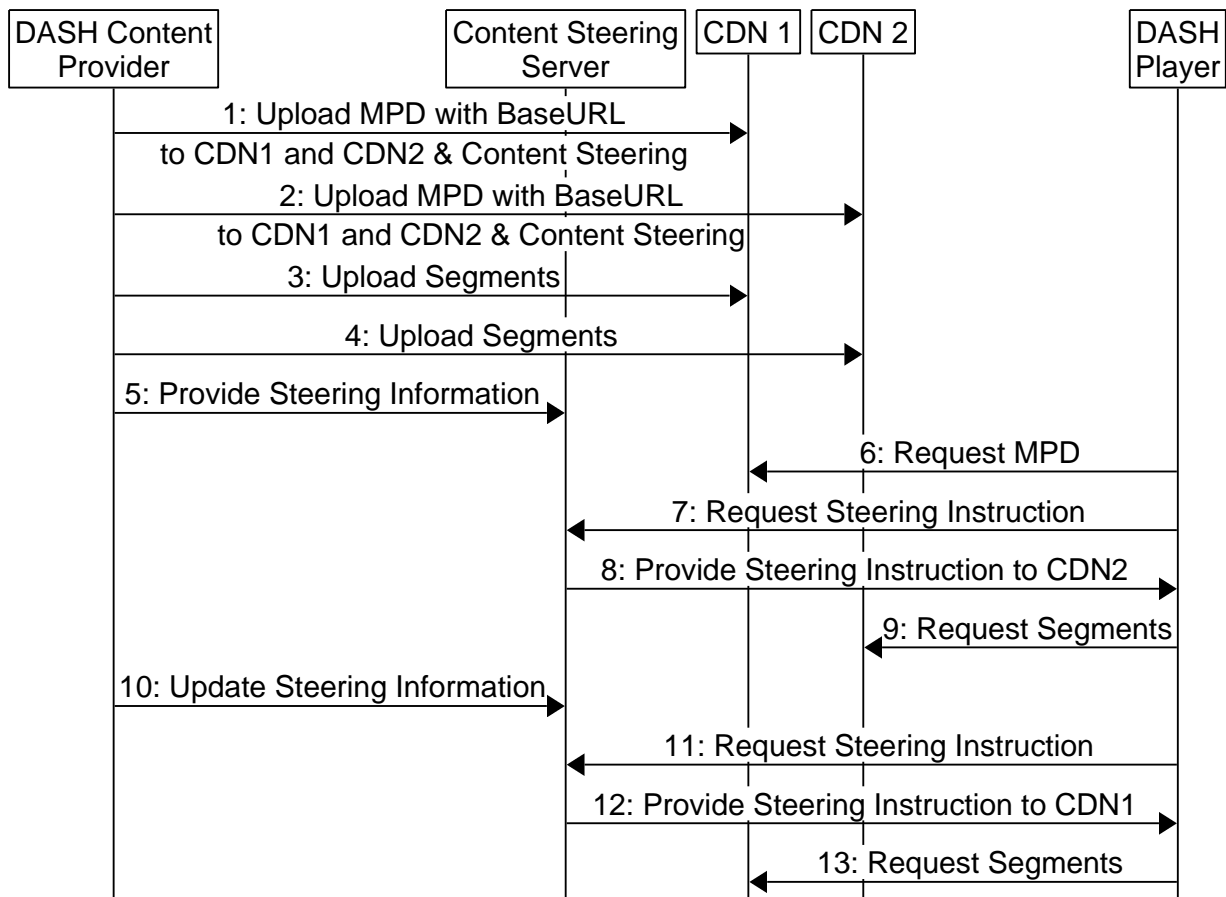 DASH Content
Provider
Content Steering
Server
CDN 1
CDN 2
DASH
Player
1: Upload MPD with BaseURL
to CDN1 and CDN2 & Content Steering
2: Upload MPD with BaseURL
to CDN1 and CDN2 & Content Steering
3: Upload Segments
4: Upload Segments
5: Provide Steering Information
6: Request MPD
7: Request Steering Instruction
8: Provide Steering Instruction to CDN2
9: Request Segments
10: Update Steering Information
11: Request Steering Instruction
12: Provide Steering Instruction to CDN1
13: Request Segments